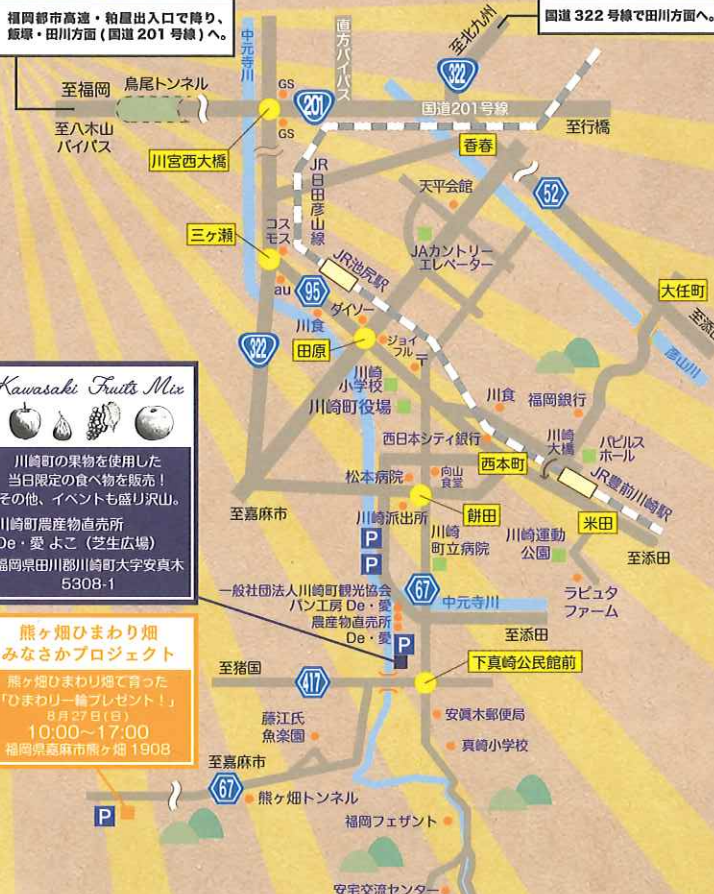 福岡都市高速・粕屋出入口で降り、
飯塚・田川方面(国道201号線)へ。
国道322号線で田川方面へ。
至北九州
中元寺川
直方バイパス
322
至福岡
烏尾トンネル
GS
201
国道201号線
至八木山
バイパス
GS
至行橋
川宮西大橋
香春
JR日田彦山線
天平会館
52
三ヶ瀬
コス
モス
JAカントリー
エレベーター
JR池尻駅
au
95
大任町
ダイソー
川食
至添田
322
田原
ジョイ
フル
〒
彦山川
川崎
小学校
川崎町役場
川食
福岡銀行
西日本シティ銀行
川崎
大橋
パピルス
ホール
Kawasaki Fruits Mix
川崎町の果物を使用した
当日限定の食べ物を販売！
その他、イベントも盛り沢山。
川崎町農産物直売所
De・愛 よこ（芝生広場）
福岡県田川郡川崎町大字安真木
5308-1
松本病院
向山
食堂
西本町
JR豊前川崎駅
至嘉麻市
餅田
米田
川崎派出所
川崎
町立病院
川崎運動
公園
至添田
P
P
67
ラピュタ
ファーム
一般社団法人川崎町観光協会
パン工房 De・愛
農産物直売所
De・愛
中元寺川
至添田
P
熊ヶ畑ひまわり畑
みなさかプロジェクト
熊ヶ畑ひまわり畑で育った
「ひまわり一輪プレゼント！」
8月27日(日)
10:00〜17:00
福岡県嘉麻市熊ヶ畑 1908
至猪国
417
下真崎公民館前
藤江氏
魚楽園
安眞木郵便局
真崎小学校
至嘉麻市
67
熊ヶ畑トンネル
P
福岡フェザント
安宅交流センター